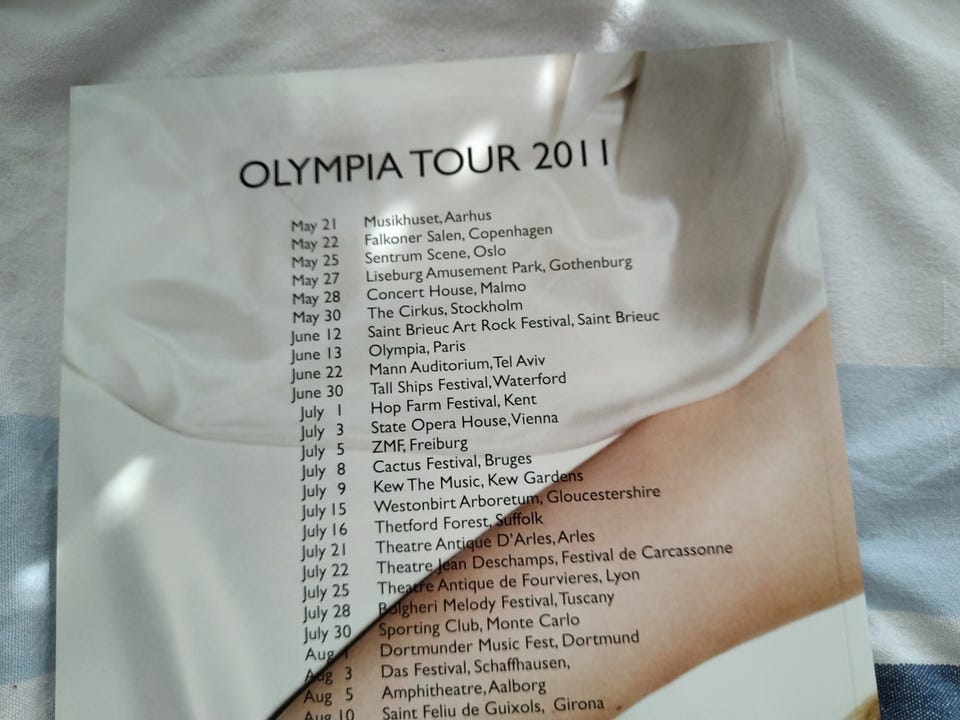 OLYMPIA TOUR 2011
May 21 Musikhuset, Aarhus
May 22 Falkoner Salen, Copenhagen
May 25 Sentrum Scene, Oslo
May 27 Liseburg Amusement Park, Gothenburg
May 28 Concert House, Malmo
May 30 The Cirkus, Stockholm
June 12 Saint Brieuc Art Rock Festival, Saint Brieuc
June 13 Olympia, Paris
June 22 Mann Auditorium, Tel Aviv
June 30 Tall Ships Festival, Waterford
July 1 Hop Farm Festival, Kent
July 3 State Opera House, Vienna
July 5 ZMF, Freiburg
July 8 Cactus Festival, Bruges
July 9 Kew The Music, Kew Gardens
July 15 Westonbirt Arboretum, Gloucestershire
July 16 Thetford Forest, Suffolk
July 21 Theatre Antique D'Arles, Arles
July 22 Theatre Jean Deschamps, Festival de Carcassonne
July 25 Theatre Antique de Fourvieres, Lyon
July 28 Bolgheri Melody Festival, Tuscany
July 30 Sporting Club, Monte Carlo
Aug 1 Dortmunder Music Fest, Dortmund
Aug 3 Das Festival, Schaffhausen,
Aug 5 Amphitheatre, Aalborg
Aug 10 Saint Feliu de Guixols, Girona